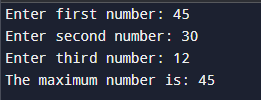 Enter first number: 45
Enter second number: 30
Enter third number: 12
The maximum number is: 45